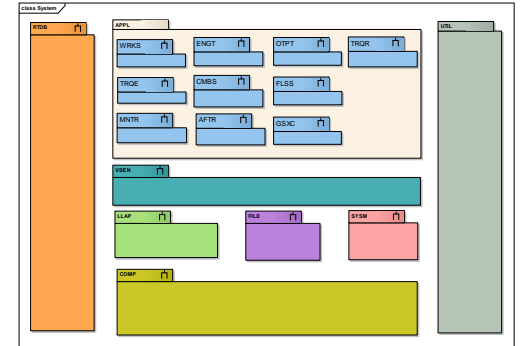 class System
RTDB
APPL
UTIL
WRKS
ENGT
OTPT
TRQR
TRQE
CMBS
FLSS
MNTR
AFTR
GSXC
VSEN
LLAP
FILE
SYSM
COMP